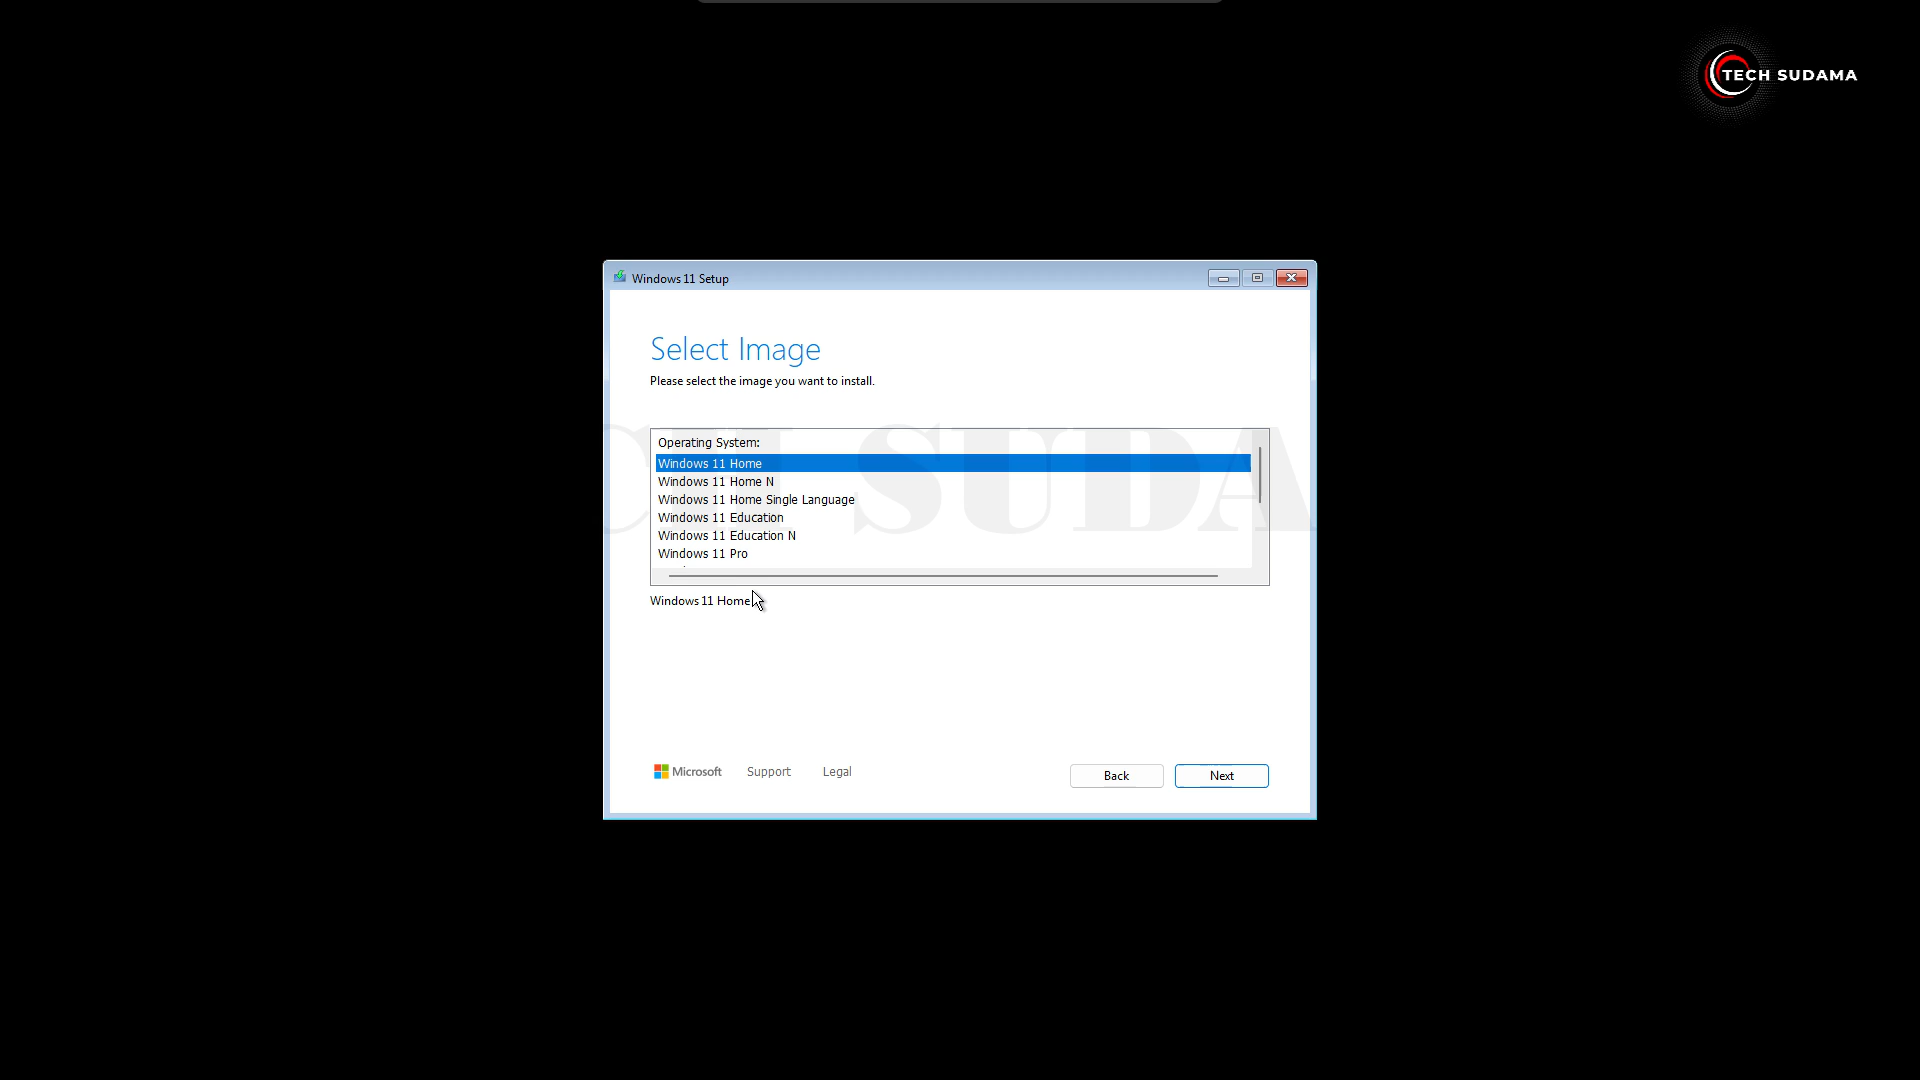 TECH SUDAMA
Windows 11 Setup
Select Image
Please select the image you want to install.
Operating System:
Windows 11 Home
Windows 11 Home N
Windows 11 Home Single Language
Windows 11 Education
Windows 11 Education N
Windows 11 Pro
Windows 11 Home
Microsoft
Support
Legal
Back
Next